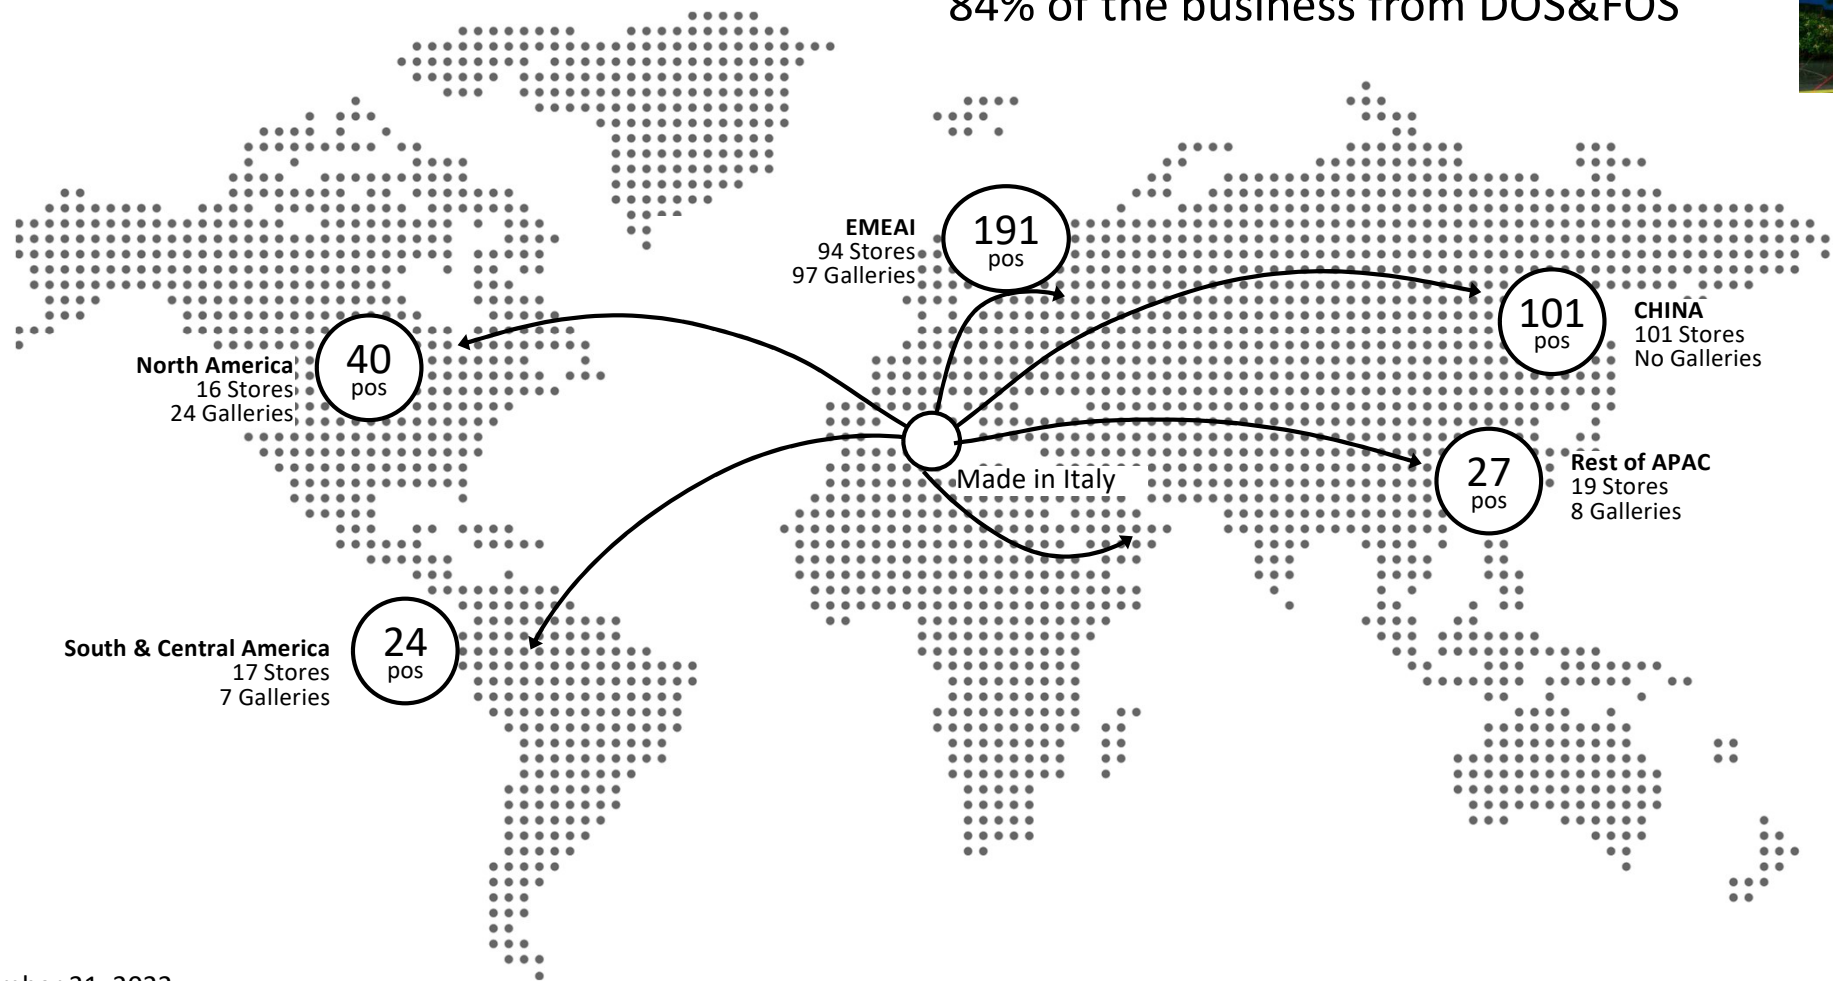 84% of the business from DOS&FOS
EMEAI
94 Stores
97 Galleries
191
pos
101
pos
CHINA
101 Stores
No Galleries
North America
16 Stores
24 Galleries
40
pos
Made in Italy
27
pos
Rest of APAC
19 Stores
8 Galleries
South & Central America
17 Stores
7 Galleries
24
pos